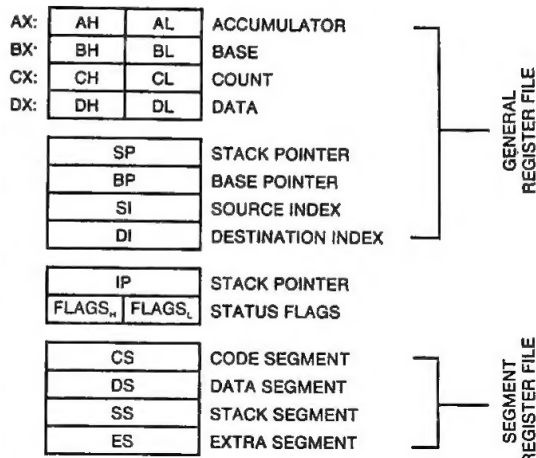 AX: AH AL ACCUMULATOR
BX: BH BL BASE
CX: CH CL COUNT
DX: DH DL DATA
SP STACK POINTER
BP BASE POINTER
SI SOURCE INDEX
DI DESTINATION INDEX
GENERAL
REGISTER FILE
IP STACK POINTER
FLAGSH FLAGSL STATUS FLAGS
CS CODE SEGMENT
DS DATA SEGMENT
SS STACK SEGMENT
ES EXTRA SEGMENT
SEGMENT
REGISTER FILE